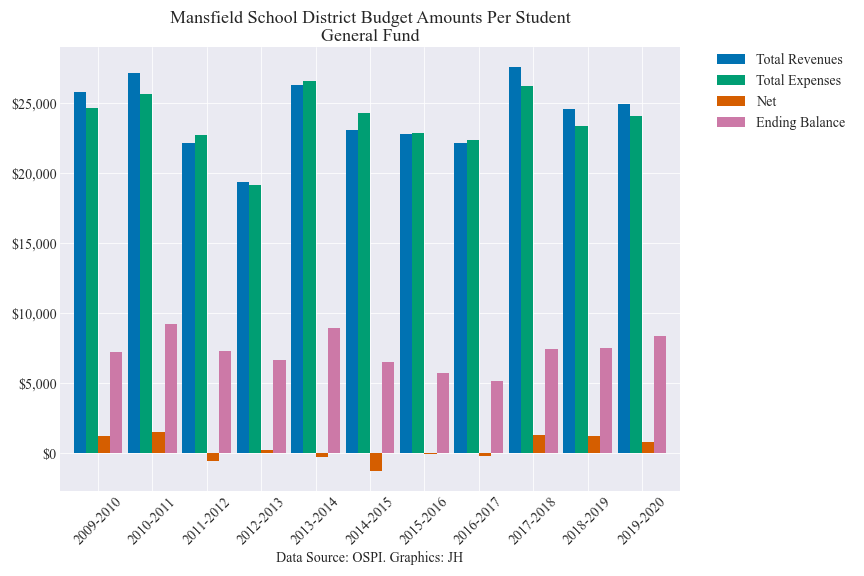 Mansfield School District Budget Amounts Per Student
General Fund
Total Revenues
Total Expenses
Net
Ending Balance
$25,000
$20,000
$15,000
$10,000
$5,000
$0
2009-2010
2010-2011
2011-2012
2012-2013
2013-2014
2014-2015
2015-2016
2016-2017
2017-2018
2018-2019
2019-2020
Data Source: OSPI. Graphics: JH